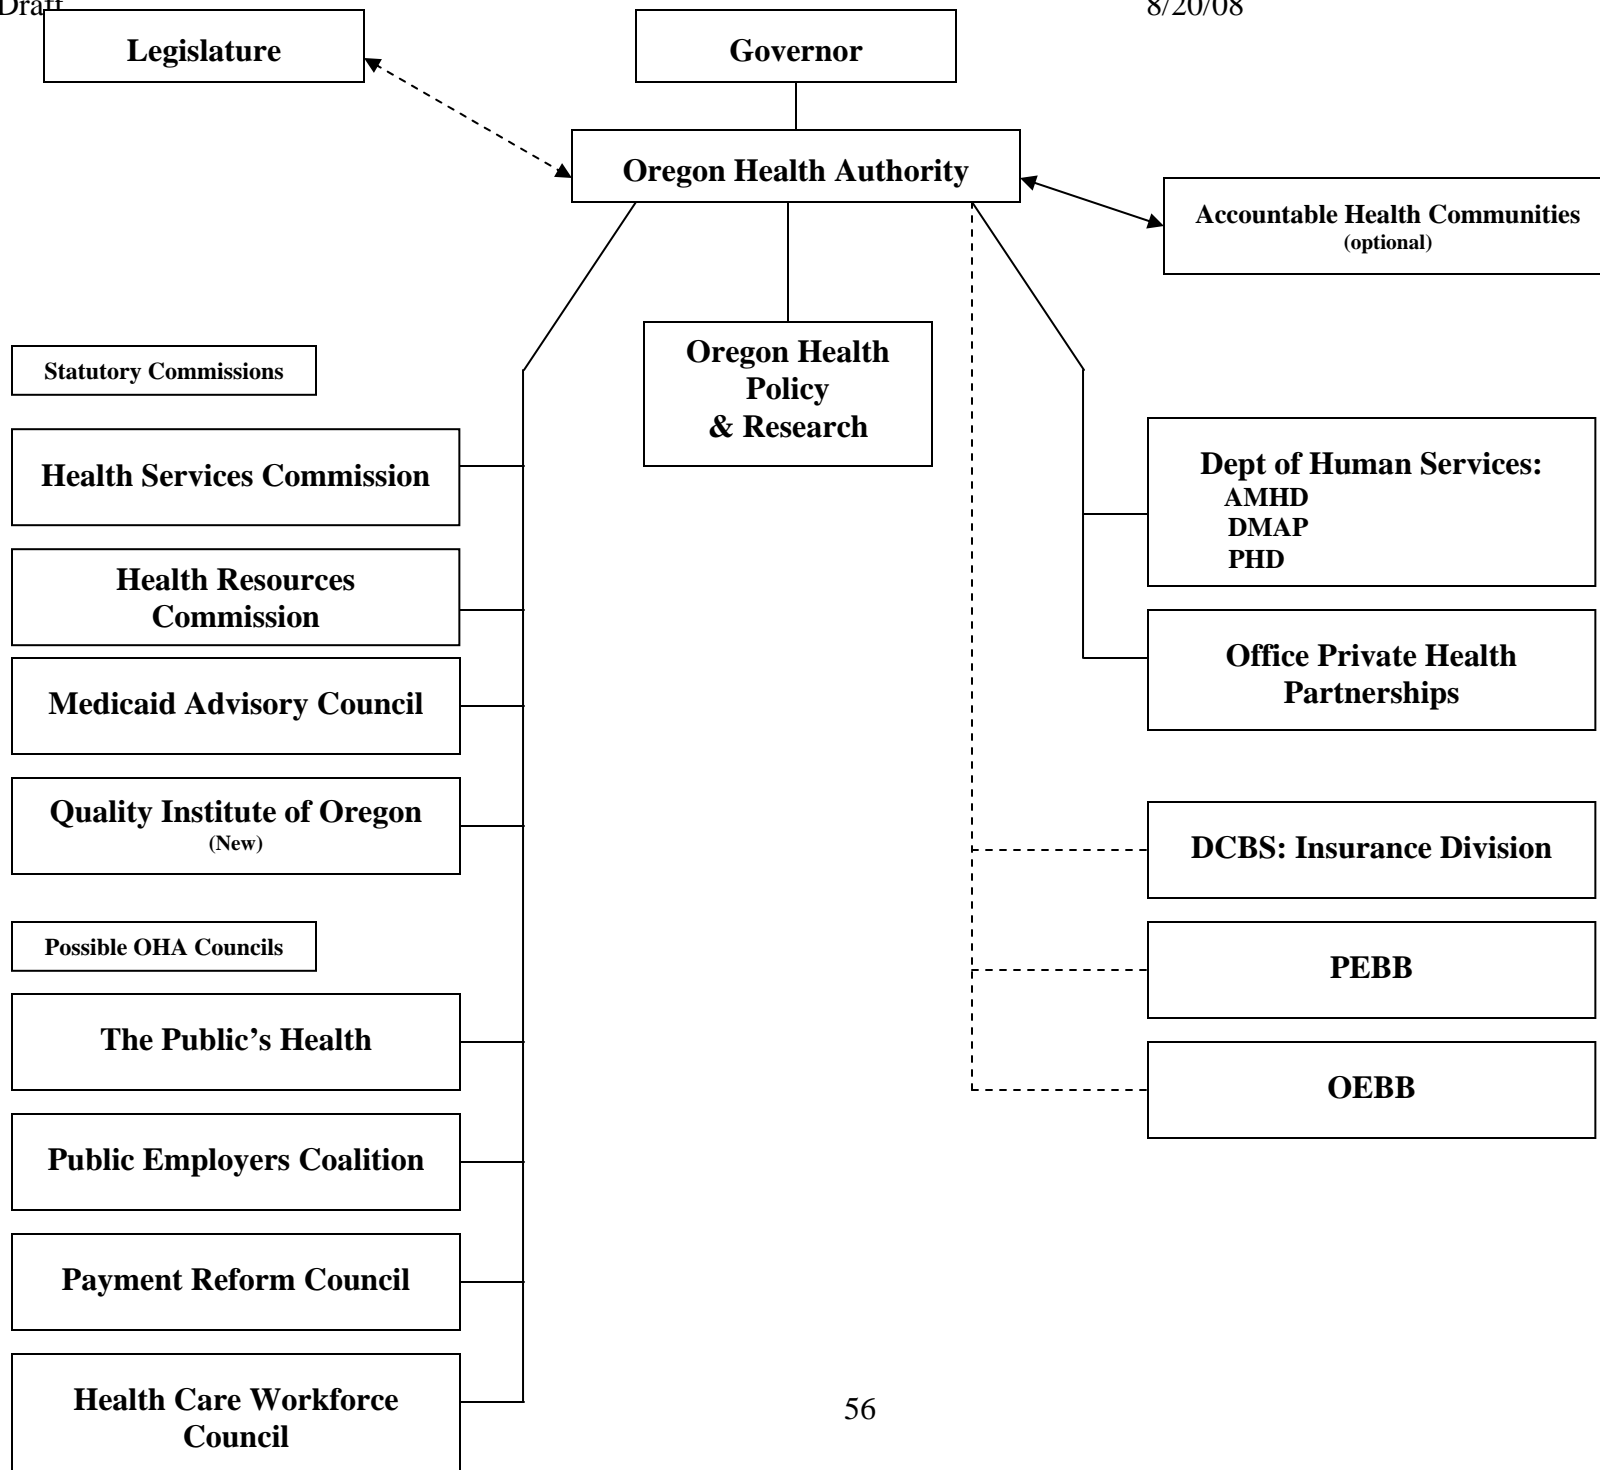 Draft
8/20/08
Legislature
Governor
Oregon Health Authority
Accountable Health Communities
(optional)
Oregon Health
Policy
& Research
Statutory Commissions
Health Services Commission
Health Resources
Commission
Medicaid Advisory Council
Quality Institute of Oregon
(New)
Possible OHA Councils
The Public’s Health
Public Employers Coalition
Payment Reform Council
Health Care Workforce
Council
Dept of Human Services:
AMHD
DMAP
PHD
Office Private Health
Partnerships
DCBS: Insurance Division
PEBB
OEBB
56